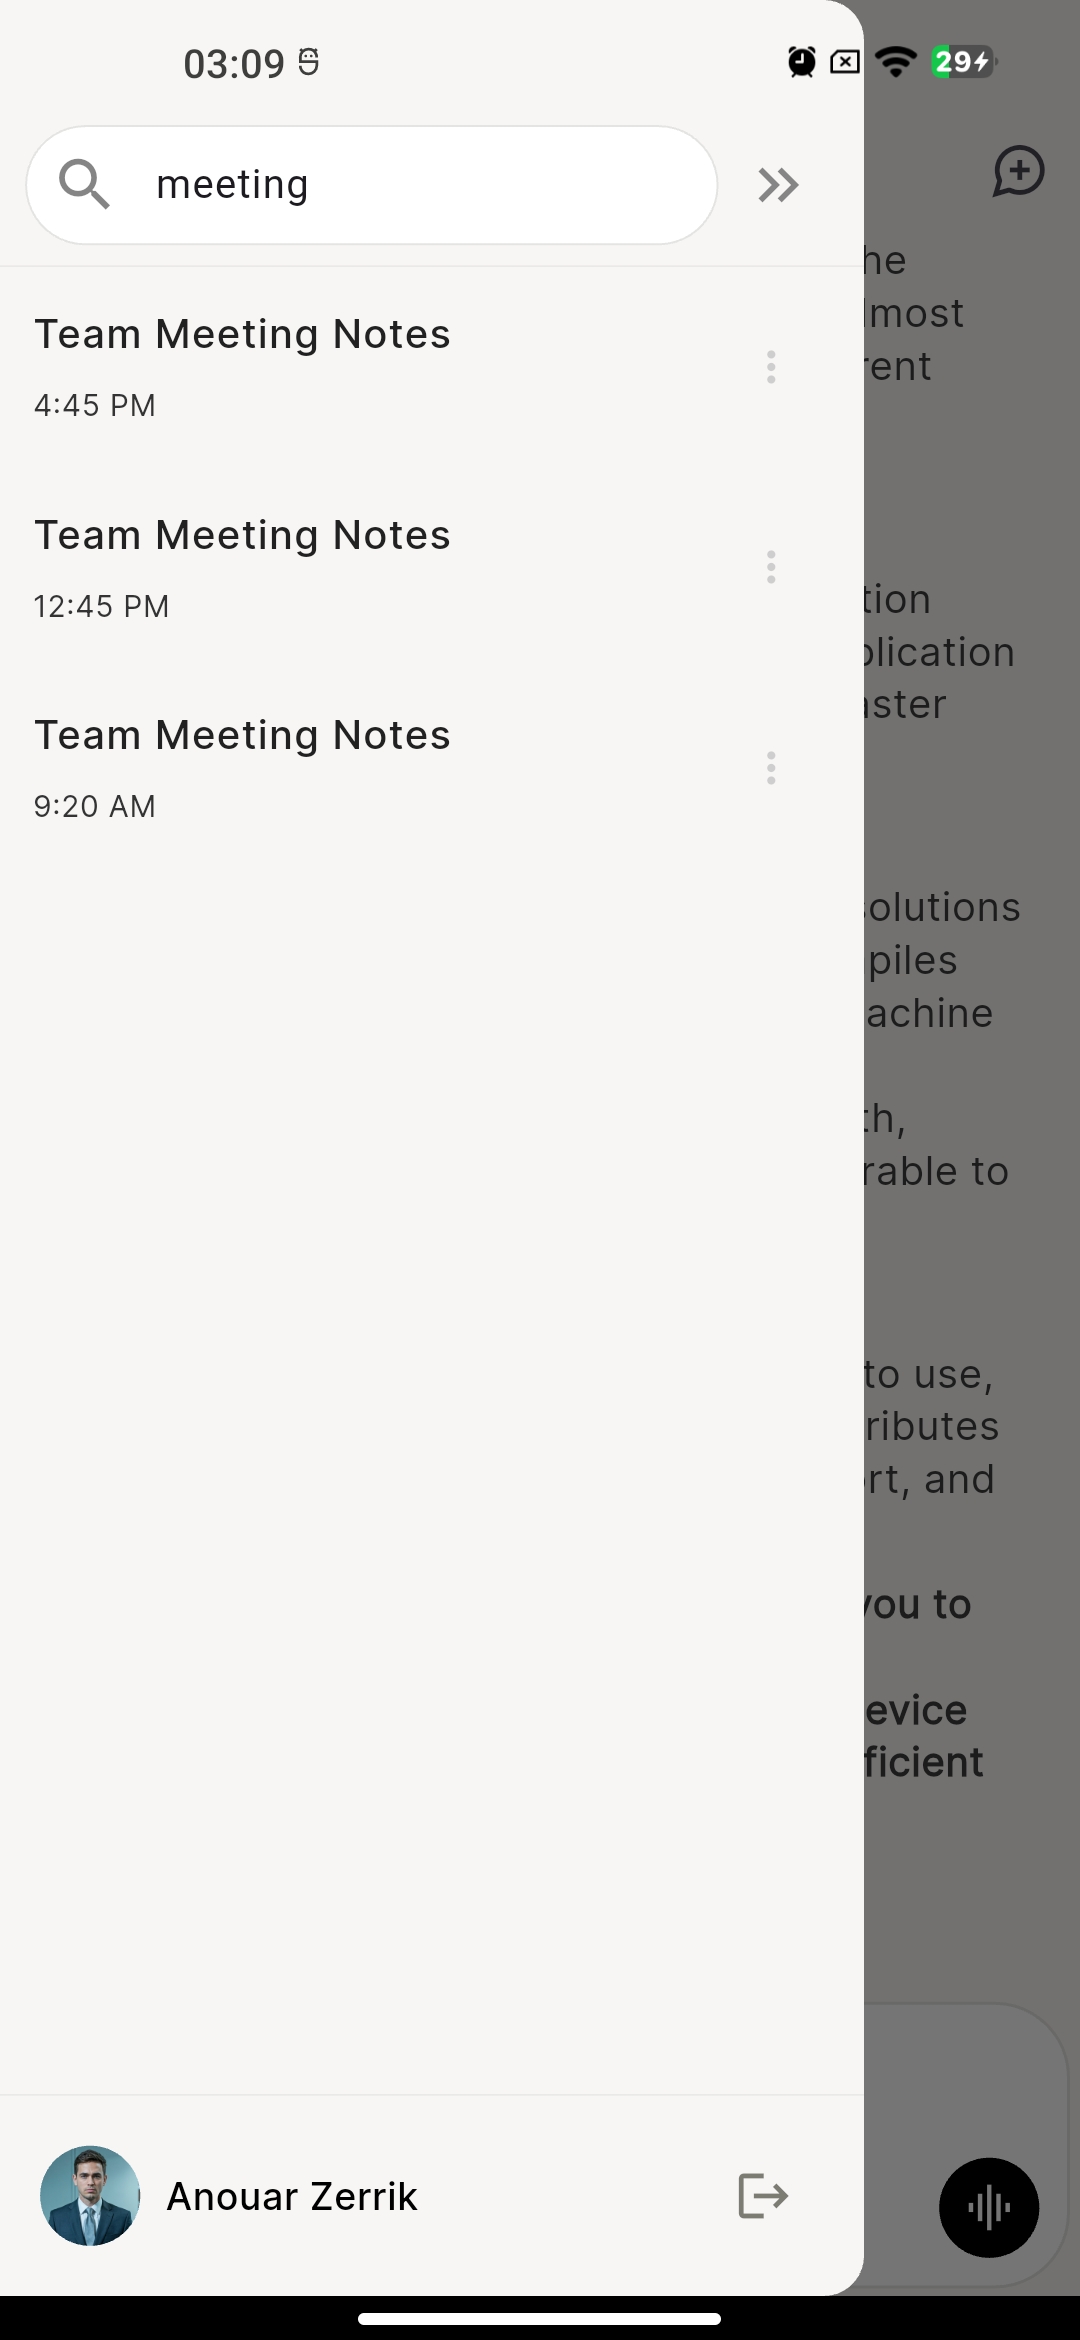 03:09
29
meeting
Team Meeting Notes
4:45 PM
Team Meeting Notes
12:45 PM
Team Meeting Notes
9:20 AM
he
most
rent
tion
plication
aster
solutions
piles
achine
th,
rable to
to use,
ributes
ort, and
you to
evice
ficient
Anouar Zerrik